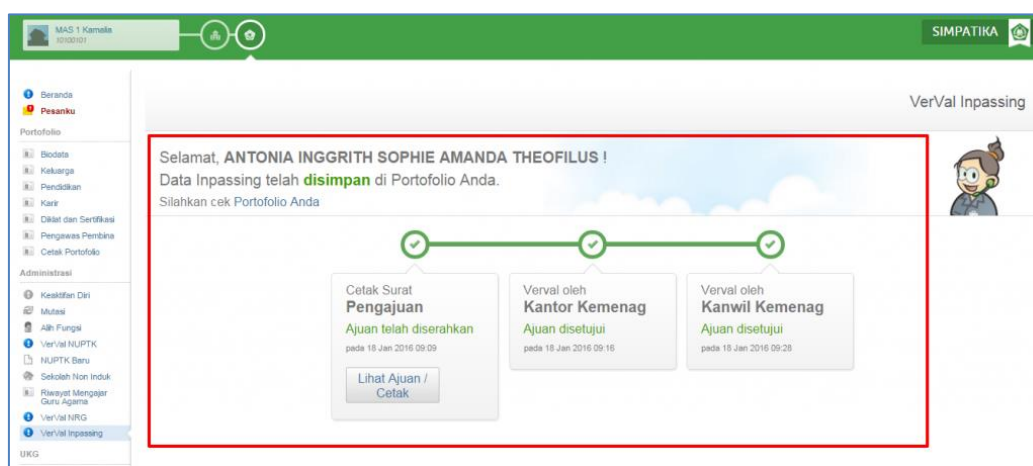 MAS 1 Kamalia
10100101
SIMPATIKA
Beranda
Pesanku
Portofolio
Biodata
Keluarga
Pendidikan
Karir
Diklat dan Sertifikasi
Pengawas Pembina
Cetak Portofolio
Administrasi
Keaktifan Diri
Mutasi
Alih Fungsi
VerVal NUPTK
NUPTK Baru
Sekolah Non Induk
Riwayat Mengajar
Guru Agama
VerVal NRG
VerVal Inpassing
UKG
VerVal Inpassing
Selamat, ANTONIA INGGRITH SOPHIE AMANDA THEOFILUS !
Data Inpassing telah disimpan di Portofolio Anda.
Silahkan cek Portofolio Anda
Cetak Surat
Pengajuan
Ajuan telah diserahkan
pada 18 Jan 2016 09:09
Lihat Ajuan /
Cetak
Verval oleh
Kantor Kemenag
Ajuan disetujui
pada 18 Jan 2016 09:16
Verval oleh
Kanwil Kemenag
Ajuan disetujui
pada 18 Jan 2016 09:28